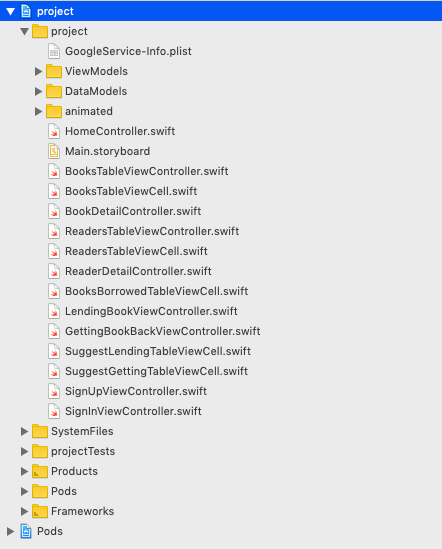 project
project
GoogleService-Info.plist
ViewModels
DataModels
animated
HomeController.swift
Main.storyboard
BooksTableViewController.swift
BooksTableViewCell.swift
BookDetailController.swift
ReadersTableViewController.swift
ReadersTableViewCell.swift
ReaderDetailController.swift
BooksBorrowedTableViewCell.swift
LendingBookViewController.swift
GettingBookBackViewController.swift
SuggestLendingTableViewCell.swift
SuggestGettingTableViewCell.swift
SignUpViewController.swift
SignInViewController.swift
SystemFiles
projectTests
Products
Pods
Frameworks
Pods